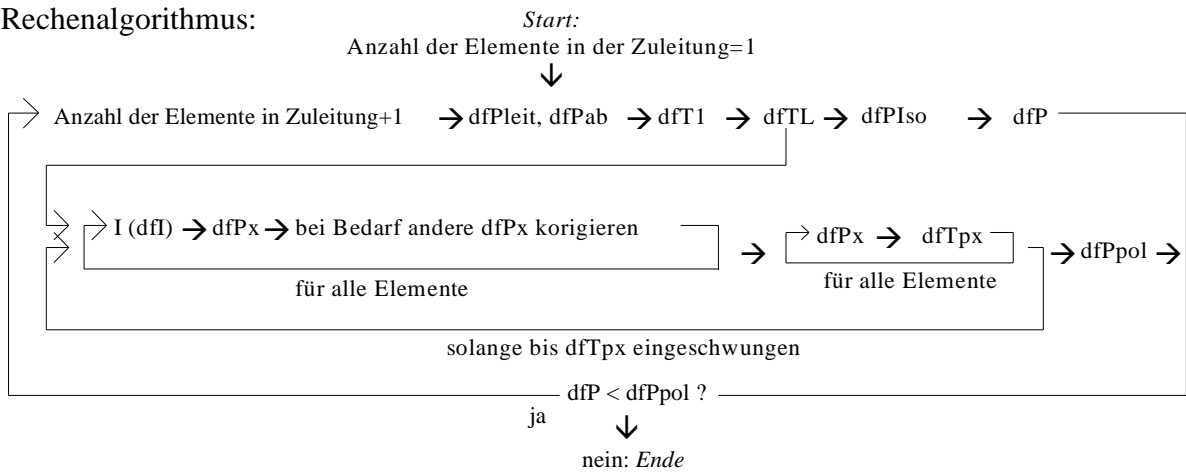 Rechenalgorithmus:
Start:
Anzahl der Elemente in der Zuleitung=1
Anzahl der Elemente in Zuleitung+1 → dfPleit, dfPab → dfT1 → dfTL → dfPIso → dfP
I (dfI) → dfPx → bei Bedarf andere dfPx korigieren → dfPx → dfTpx → dfPpol →
für alle Elemente für alle Elemente
solange bis dfTpx eingeschwungen
dfP < dfPpol ?
ja
nein: Ende